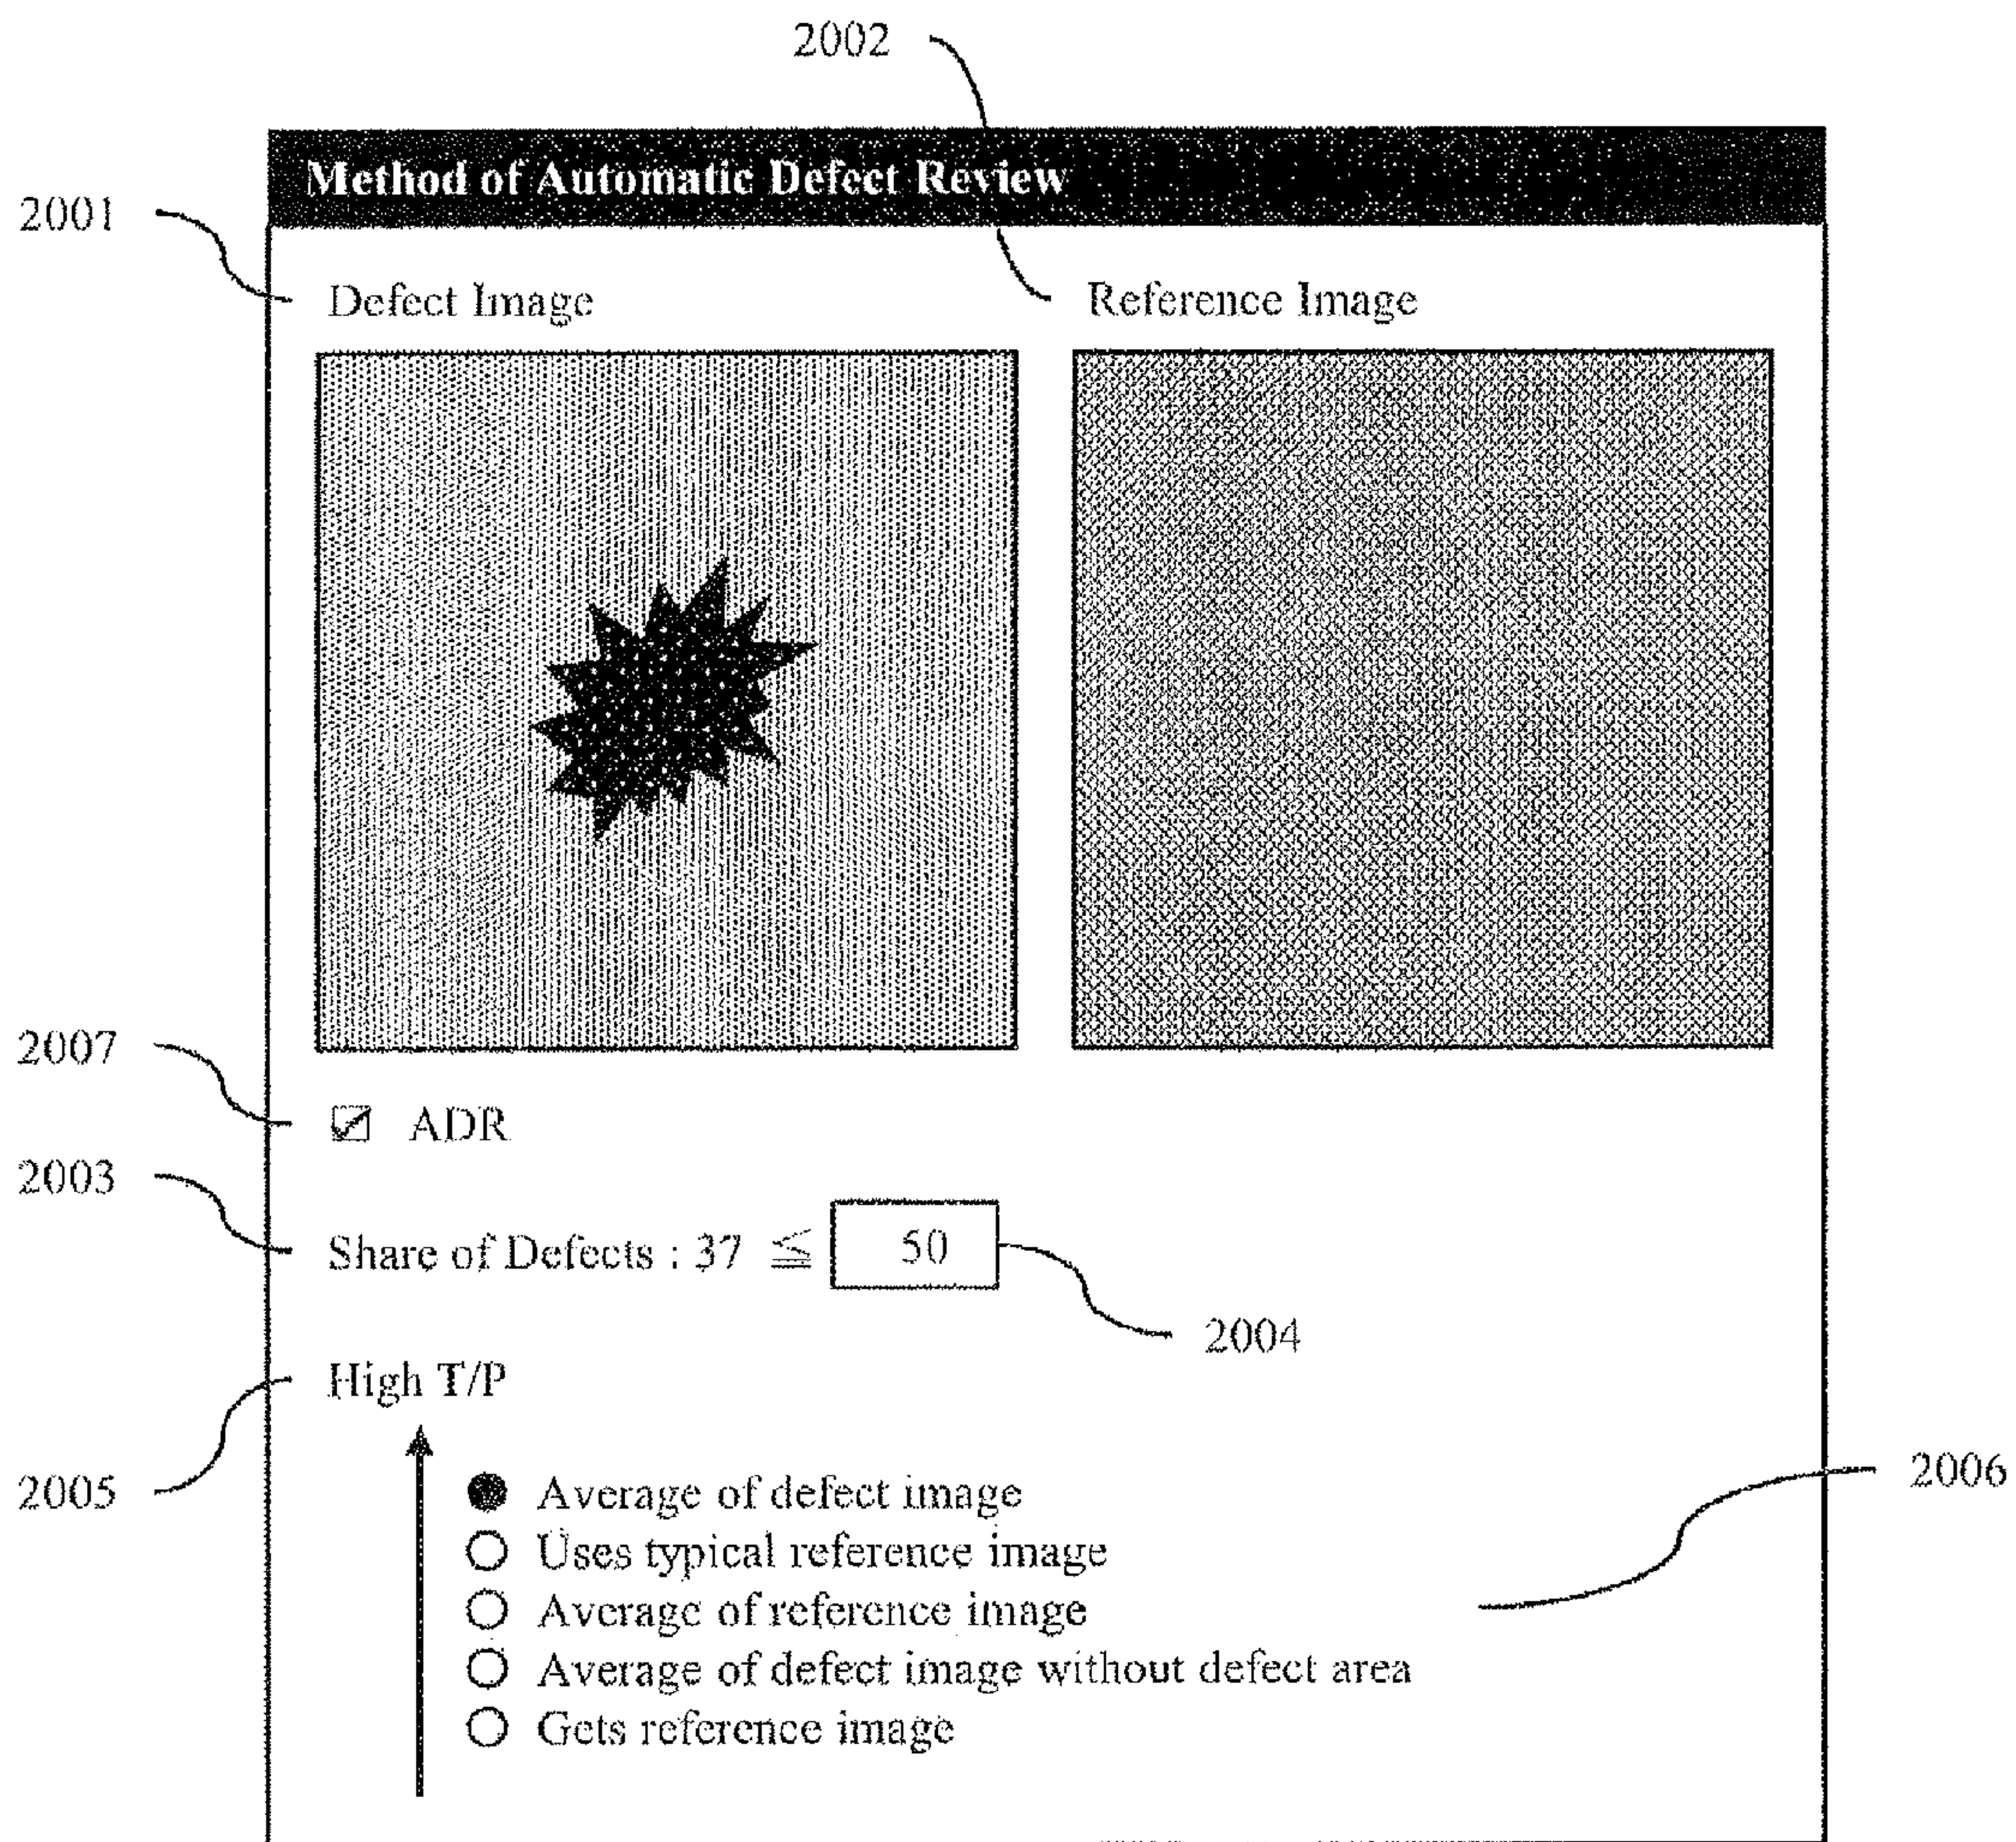 2002
Method of Automatic Defect Review
2001
Defect Image
Reference Image
2007
ADR
2003
Share of Defects : 37 ≦ 50
2004
High T/P
2005
2006
Average of defect image
Uses typical reference image
Average of reference image
Average of defect image without defect area
Gets reference image